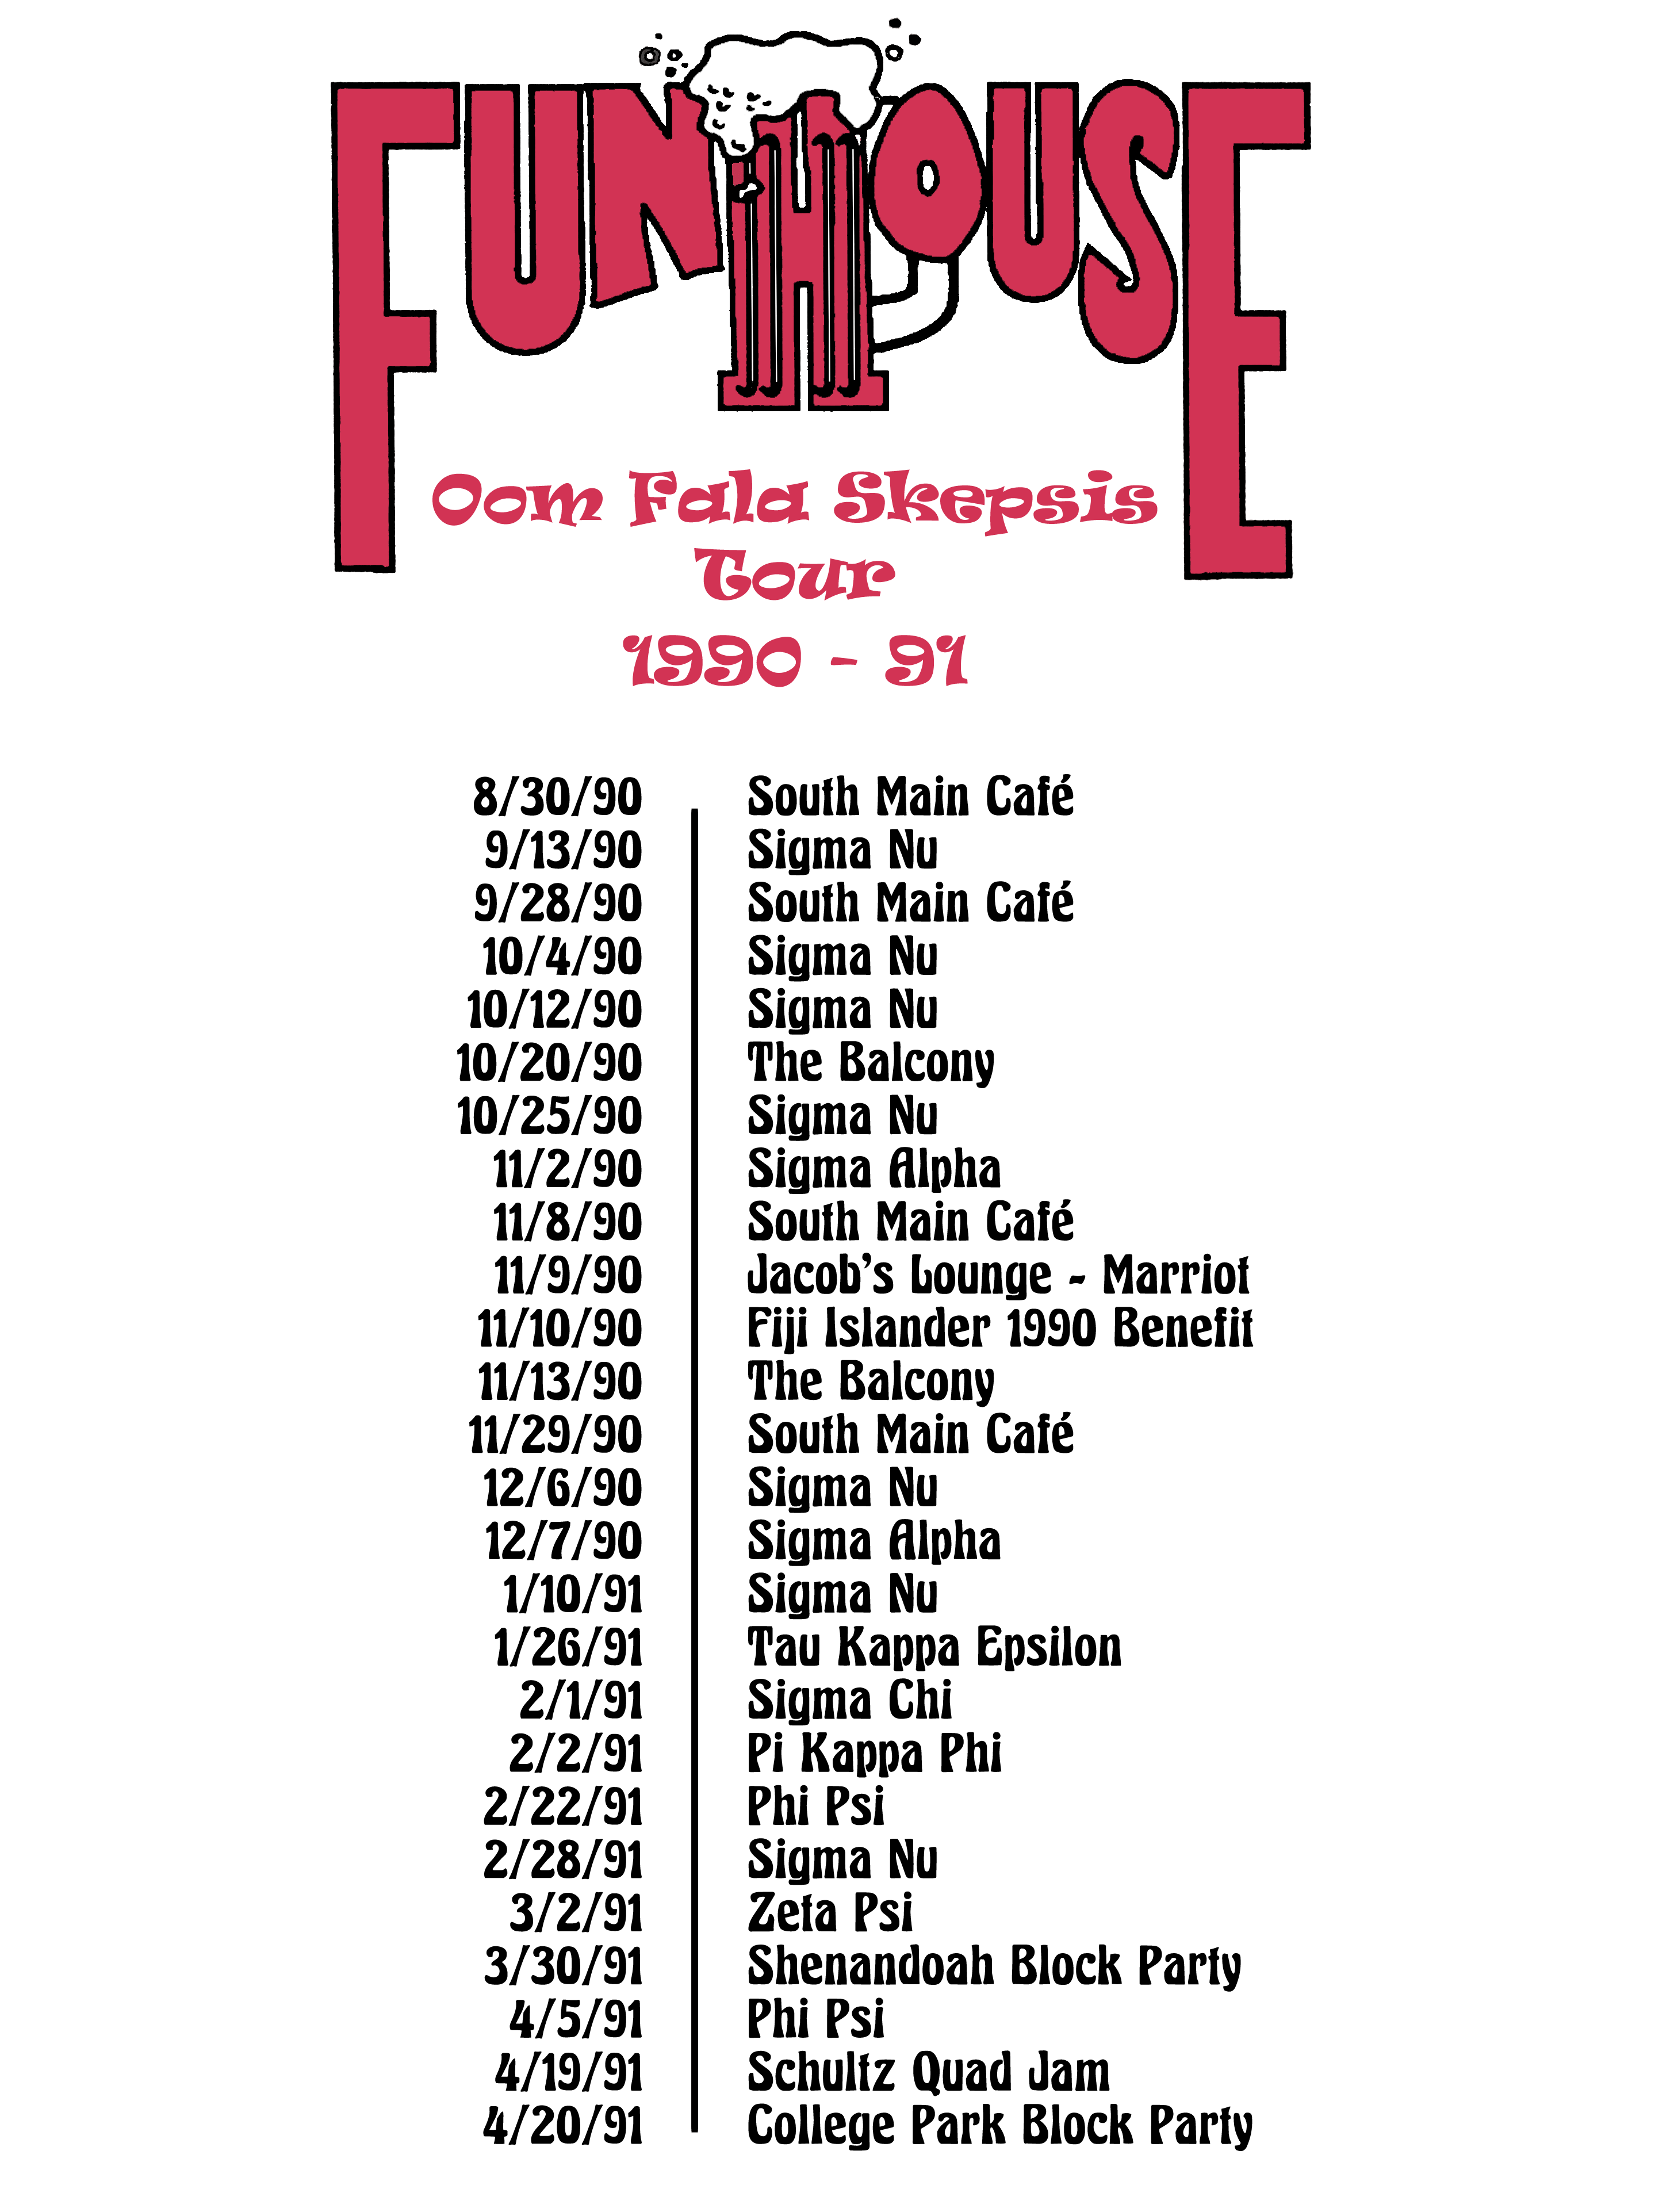 FUNHOUSE
Oom Fala Skepsis
Tour
1990 - 91
8/30/90 South Main Café
9/13/90 Sigma Nu
9/28/90 South Main Café
10/4/90 Sigma Nu
10/12/90 Sigma Nu
10/20/90 The Balcony
10/25/90 Sigma Nu
11/2/90 Sigma Alpha
11/8/90 South Main Café
11/9/90 Jacob's Lounge - Marriot
11/10/90 Fiji Islander 1990 Benefit
11/13/90 The Balcony
11/29/90 South Main Café
12/6/90 Sigma Nu
12/7/90 Sigma Alpha
1/10/91 Sigma Nu
1/26/91 Tau Kappa Epsilon
2/1/91 Sigma Chi
2/2/91 Pi Kappa Phi
2/22/91 Phi Psi
2/28/91 Sigma Nu
3/2/91 Zeta Psi
3/30/91 Shenandoah Block Party
4/5/91 Phi Psi
4/19/91 Schultz Quad Jam
4/20/91 College Park Block Party